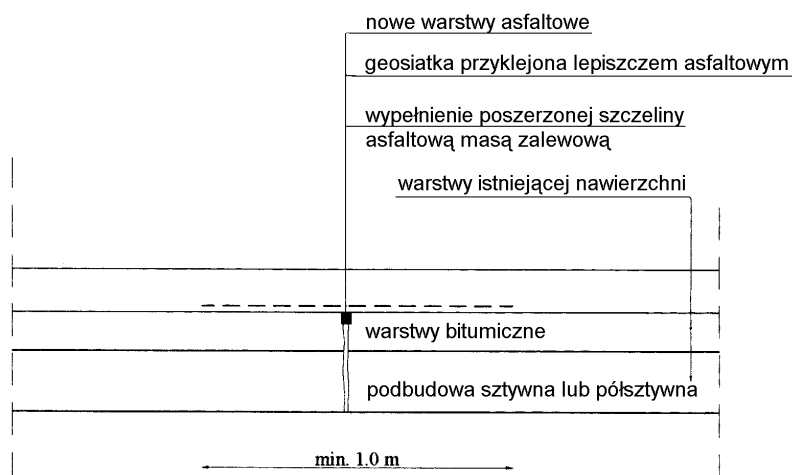 nowe warstwy asfaltowe
geosiatka przyklejona lepiszczem asfaltowym
wypełnienie poszerzonej szczeliny
asfaltową masą zalewową
warstwy istniejącej nawierzchni
warstwy bitumiczne
podbudowa sztywna lub półsztywna
min. 1.0 m